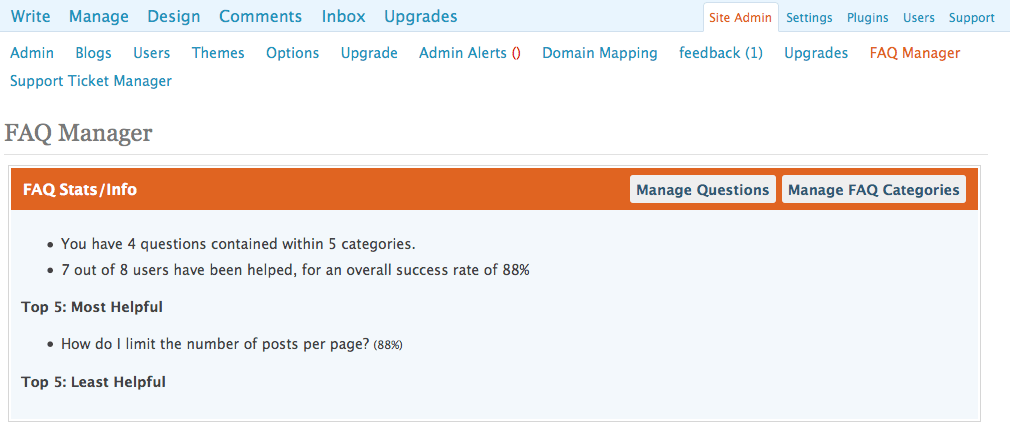 Write Manage Design Comments Inbox Upgrades Site Admin Settings Plugins Users Support
Admin Blogs Users Themes Options Upgrade Admin Alerts () Domain Mapping feedback (1) Upgrades FAQ Manager
Support Ticket Manager
FAQ Manager
FAQ Stats/Info Manage Questions Manage FAQ Categories
• You have 4 questions contained within 5 categories.
• 7 out of 8 users have been helped, for an overall success rate of 88%
Top 5: Most Helpful
• How do I limit the number of posts per page? (88%)
Top 5: Least Helpful